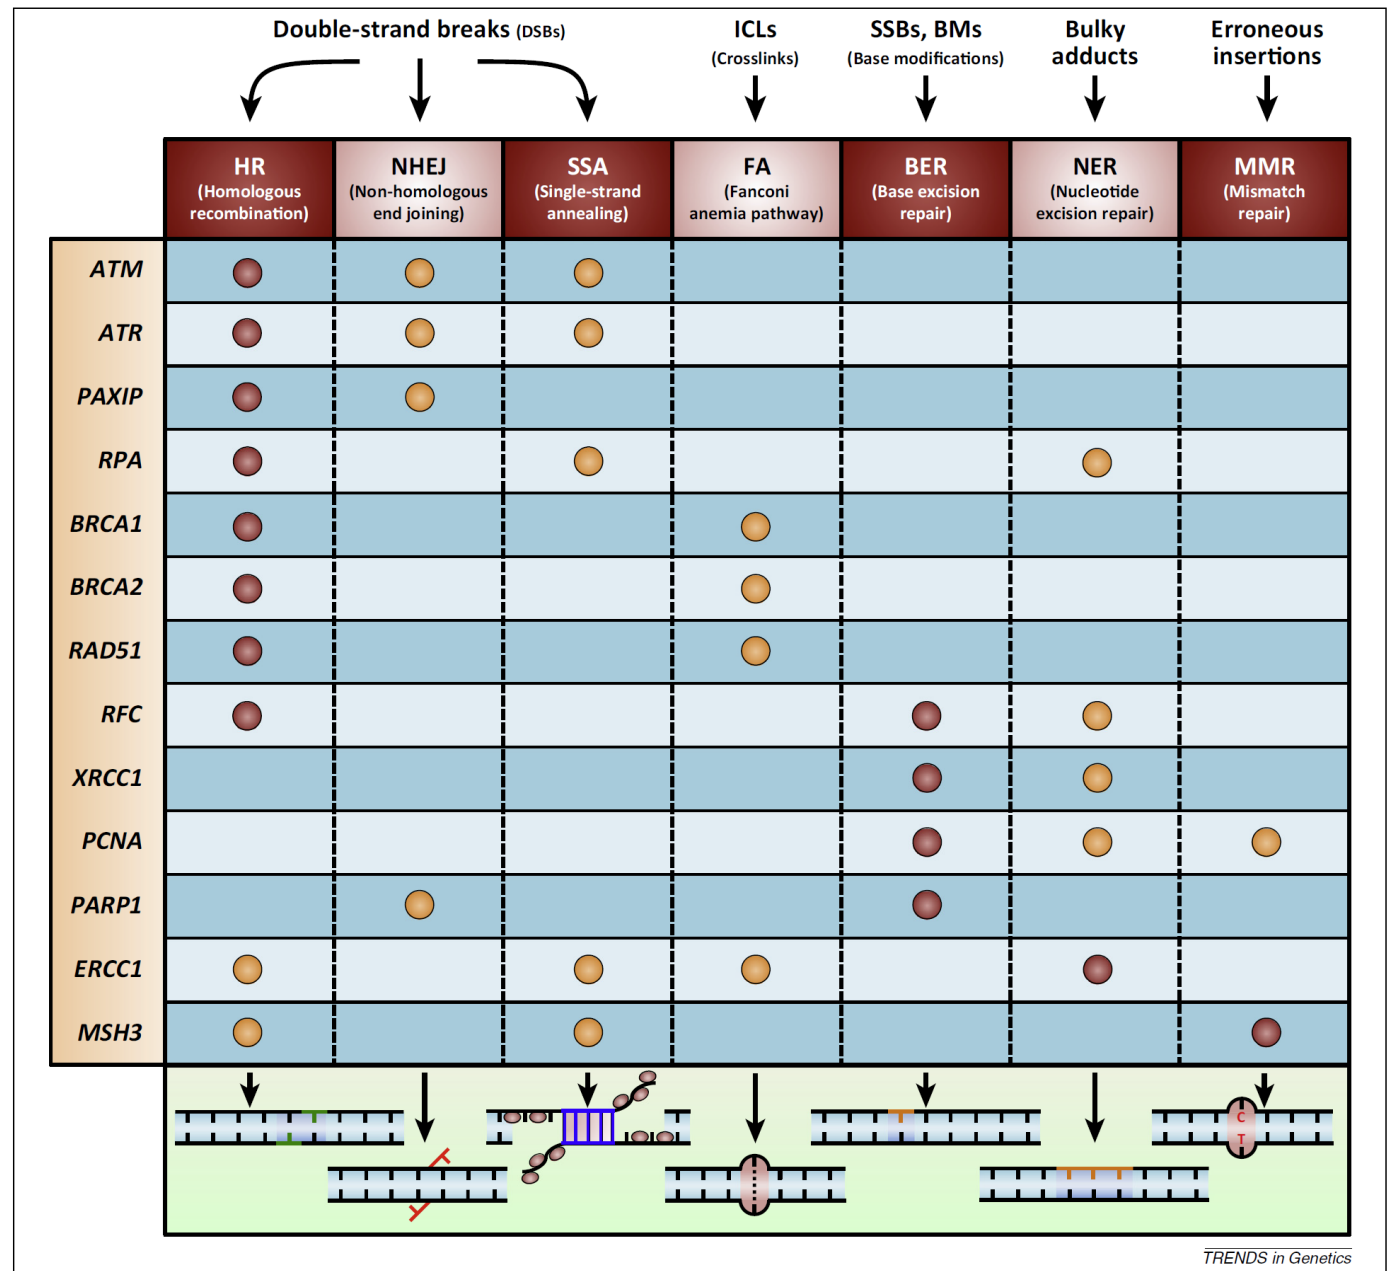 Double-strand breaks (DSBs)
ICLs
(Crosslinks)
SSBs, BMs
(Base modifications)
Bulky
adducts
Erroneous
insertions
HR
(Homologous
recombination)
NHEJ
(Non-homologous
end joining)
SSA
(Single-strand
annealing)
FA
(Fanconi
anemia pathway)
BER
(Base excision
repair)
NER
(Nucleotide
excision repair)
MMR
(Mismatch
repair)
ATM
ATR
PAXIP
RPA
BRCA1
BRCA2
RAD51
RFC
XRCC1
PCNA
PARP1
ERCC1
MSH3
C
T
TRENDS in Genetics